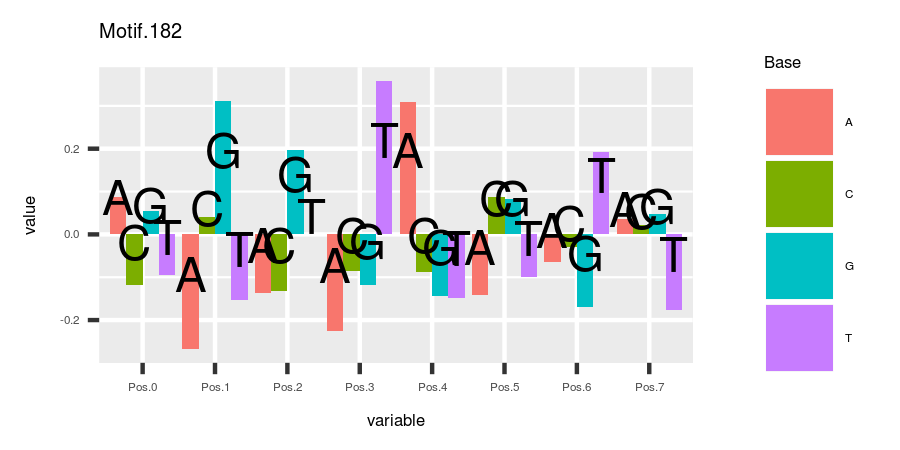 Motif.182
Base
A
C
G
T
value
0.2
0.0
-0.2
A C G T A C G T A C G T A C G T A C G T A C G T A C G T A C G T
Pos.0 Pos.1 Pos.2 Pos.3 Pos.4 Pos.5 Pos.6 Pos.7
variable